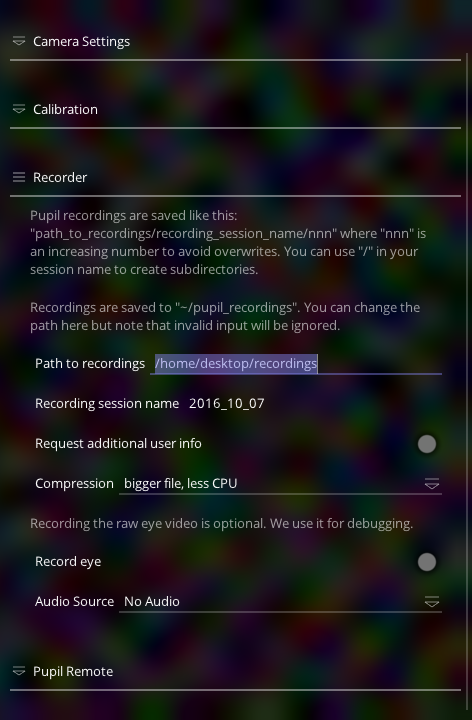 Camera Settings
Calibration
Recorder
Pupil recordings are saved like this:
"path_to_recordings/recording_session_name/nnn" where "nnn" is
an increasing number to avoid overwrites. You can use "/" in your
session name to create subdirectories.
Recordings are saved to "~/pupil_recordings". You can change the
path here but note that invalid input will be ignored.
Path to recordings /home/desktop/recordings
Recording session name 2016_10_07
Request additional user info
Compression bigger file, less CPU
Recording the raw eye video is optional. We use it for debugging.
Record eye
Audio Source No Audio
Pupil Remote